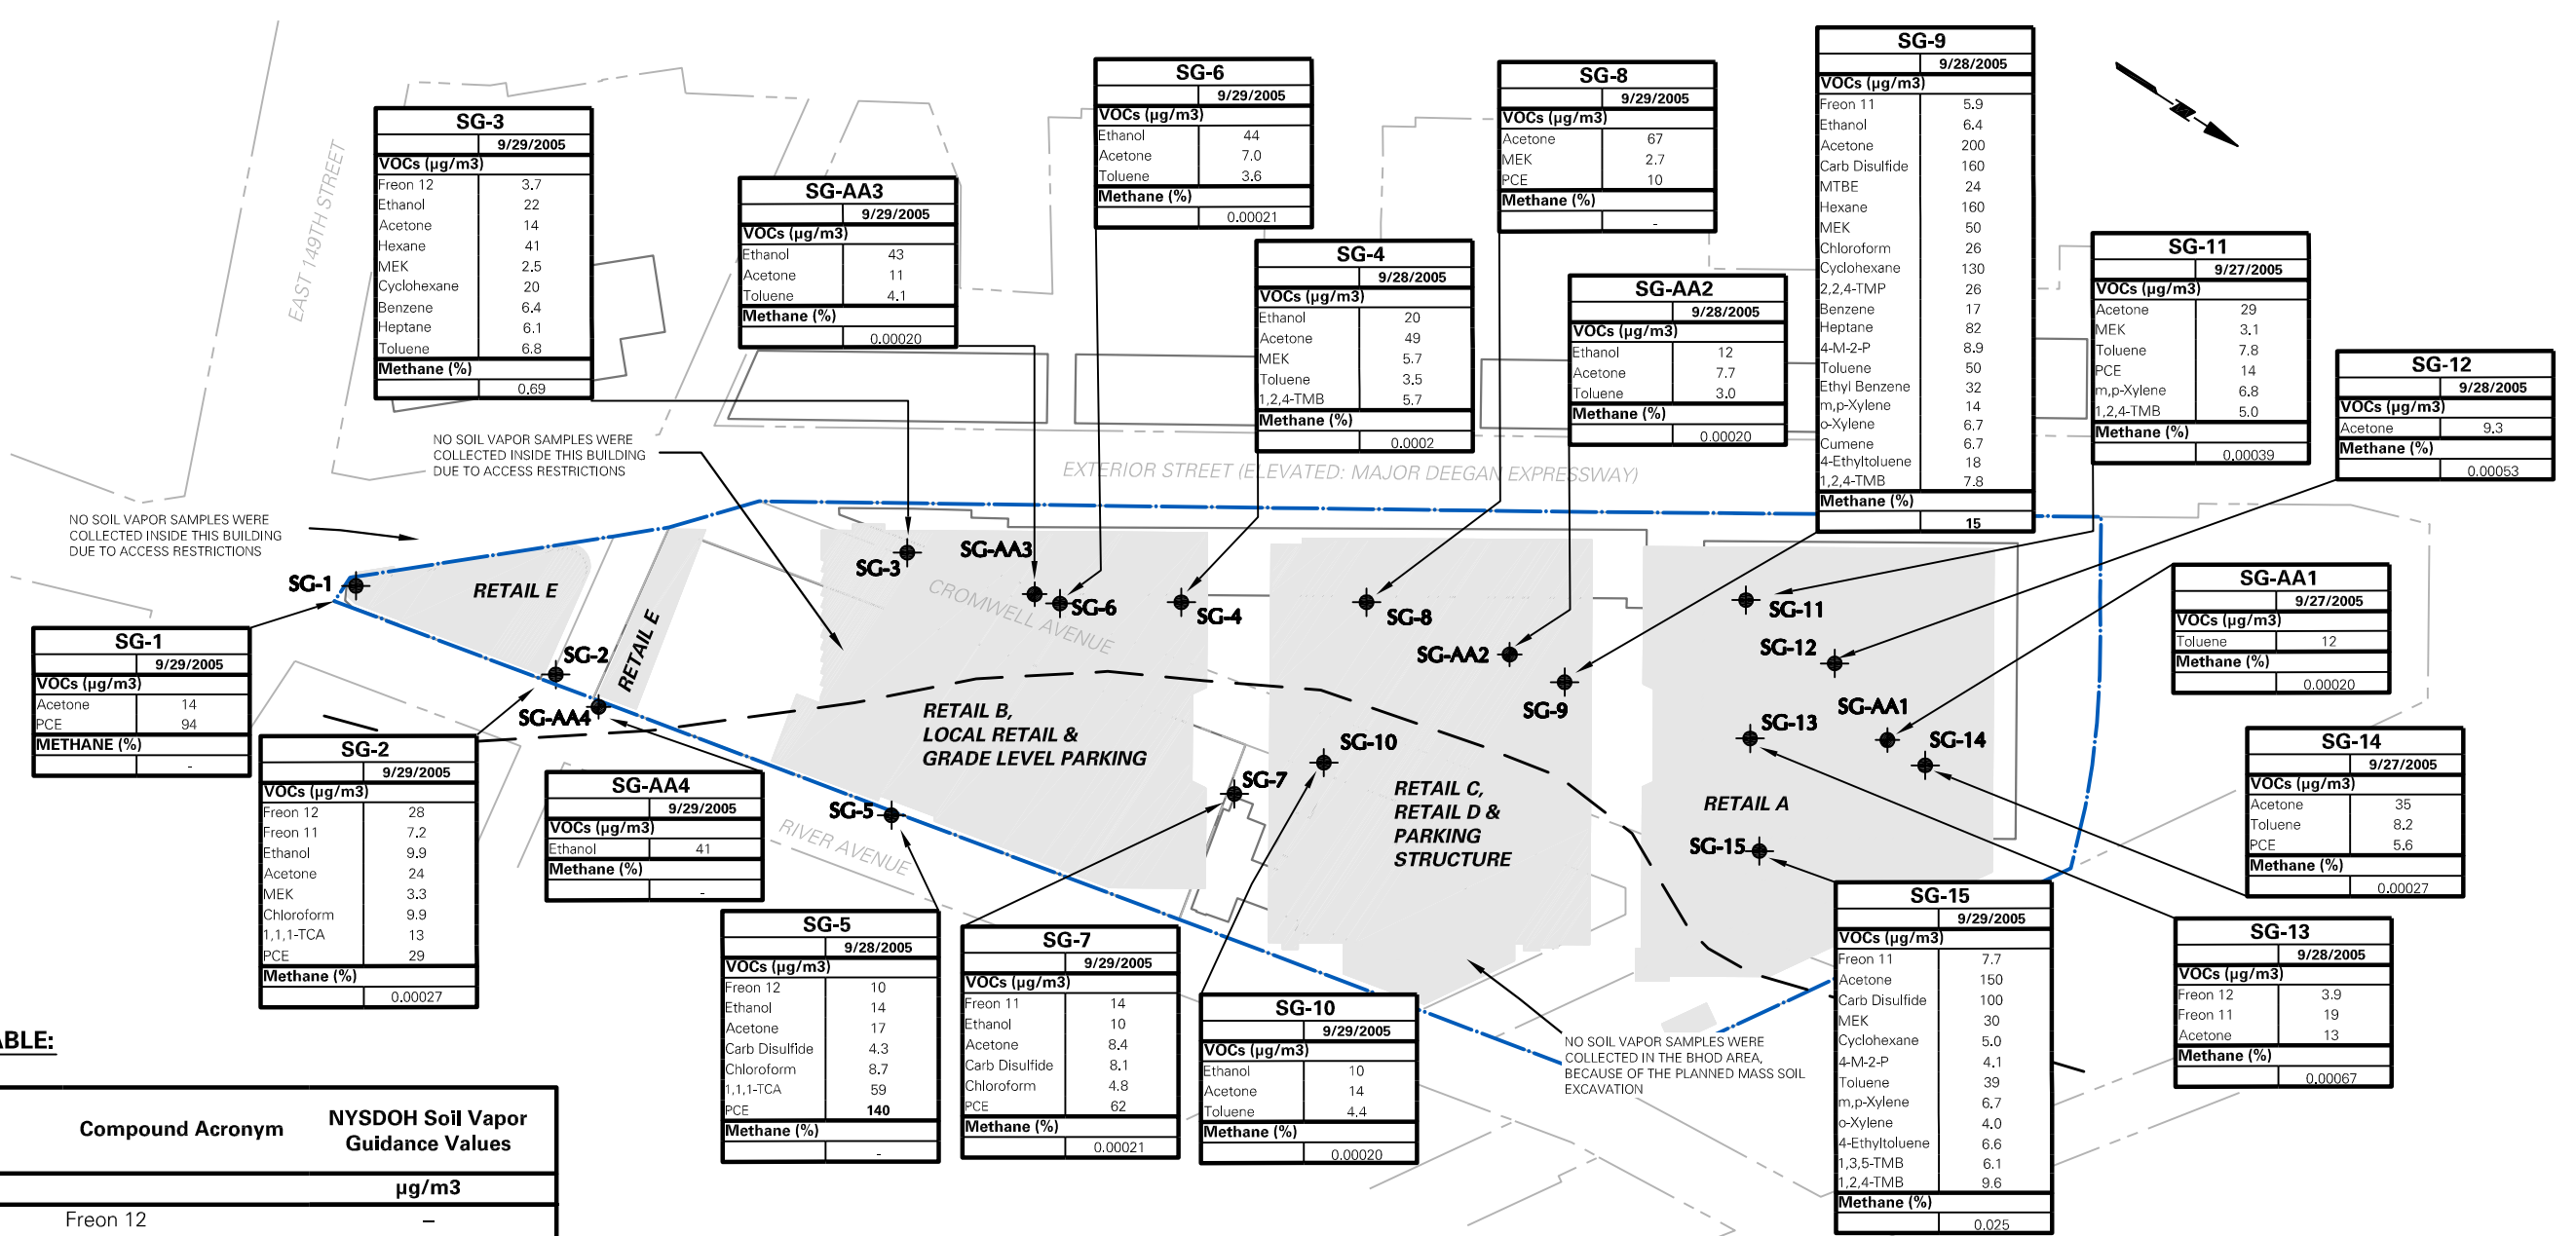 SG-9
9/28/2005
VOCs (µg/m3)
Freon 11 5.9
Ethanol 6.4
Acetone 200
Carb Disulfide 160
MTBE 24
Hexane 160
MEK 50
Chloroform 26
Cyclohexane 130
2,2,4-TMP 26
Benzene 17
Heptane 82
4-M-2-P 8.9
Toluene 50
Ethyl Benzene 32
m,p-Xylene 14
o-Xylene 6.7
Cumene 6.7
4-Ethyltoluene 18
1,2,4-TMB 7.8
Methane (%)
15
SG-6
9/29/2005
VOCs (µg/m3)
Ethanol 44
Acetone 7.0
Toluene 3.6
Methane (%)
0.00021
SG-8
9/29/2005
VOCs (µg/m3)
Acetone 67
MEK 2.7
PCE 10
Methane (%)
-
N
SG-3
9/29/2005
VOCs (µg/m3)
Freon 12 3.7
Ethanol 22
Acetone 14
Hexane 41
MEK 2.5
Cyclohexane 20
Benzene 6.4
Heptane 6.1
Toluene 6.8
Methane (%)
0.69
SG-AA3
9/29/2005
VOCs (µg/m3)
Ethanol 43
Acetone 11
Toluene 4.1
Methane (%)
0.00020
SG-4
9/28/2005
VOCs (µg/m3)
Ethanol 20
Acetone 49
MEK 5.7
Toluene 3.5
1,2,4-TMB 5.7
Methane (%)
0.0002
SG-AA2
9/28/2005
VOCs (µg/m3)
Ethanol 12
Acetone 7.7
Toluene 3.0
Methane (%)
0.00020
SG-11
9/27/2005
VOCs (µg/m3)
Acetone 29
MEK 3.1
Toluene 7.8
PCE 14
m,p-Xylene 6.8
1,2,4-TMB 5.0
Methane (%)
0.00039
SG-12
9/28/2005
VOCs (µg/m3)
Acetone 9.3
Methane (%)
0.00053
EAST 149TH STREET
NO SOIL VAPOR SAMPLES WERE
COLLECTED INSIDE THIS BUILDING
DUE TO ACCESS RESTRICTIONS
EXTERIOR STREET (ELEVATED: MAJOR DEEGAN EXPRESSWAY)
NO SOIL VAPOR SAMPLES WERE
COLLECTED INSIDE THIS BUILDING
DUE TO ACCESS RESTRICTIONS
SG-1
RETAIL E
RETAIL E
SG-2
SG-AA4
SG-3
SG-AA3
CROMWELL AVENUE
SG-6
SG-4
SG-8
SG-AA2
SG-9
SG-11
SG-12
SG-AA1
SG-13
SG-14
SG-10
SG-7
SG-5
SG-15
RETAIL B,
LOCAL RETAIL &
GRADE LEVEL PARKING
RETAIL C,
RETAIL D &
PARKING
STRUCTURE
RETAIL A
RIVER AVENUE
SG-AA1
9/27/2005
VOCs (µg/m3)
Toluene 12
Methane (%)
0.00020
SG-1
9/29/2005
VOCs (µg/m3)
Acetone 14
PCE 94
METHANE (%)
-
SG-2
9/29/2005
VOCs (µg/m3)
Freon 12 28
Freon 11 7.2
Ethanol 9.9
Acetone 24
MEK 3.3
Chloroform 9.9
1,1,1-TCA 13
PCE 29
Methane (%)
0.00027
SG-AA4
9/29/2005
VOCs (µg/m3)
Ethanol 41
Methane (%)
-
SG-14
9/27/2005
VOCs (µg/m3)
Acetone 35
Toluene 8.2
PCE 5.6
Methane (%)
0.00027
SG-5
9/28/2005
VOCs (µg/m3)
Freon 12 10
Ethanol 14
Acetone 17
Carb Disulfide 4.3
Chloroform 8.7
1,1,1-TCA 59
PCE 140
Methane (%)
-
SG-7
9/29/2005
VOCs (µg/m3)
Freon 11 14
Ethanol 10
Acetone 8.4
Carb Disulfide 8.1
Chloroform 4.8
PCE 62
Methane (%)
0.00021
SG-10
9/29/2005
VOCs (µg/m3)
Ethanol 10
Acetone 14
Toluene 4.4
Methane (%)
0.00020
NO SOIL VAPOR SAMPLES WERE
COLLECTED IN THE BHOD AREA,
BECAUSE OF THE PLANNED MASS SOIL
EXCAVATION
SG-15
9/29/2005
VOCs (µg/m3)
Freon 11 7.7
Acetone 150
Carb Disulfide 100
MEK 30
Cyclohexane 5.0
4-M-2-P 4.1
Toluene 39
m,p-Xylene 6.7
o-Xylene 4.0
4-Ethyltoluene 6.6
1,3,5-TMB 6.1
1,2,4-TMB 9.6
Methane (%)
0.025
SG-13
9/28/2005
VOCs (µg/m3)
Freon 12 3.9
Freon 11 19
Acetone 13
Methane (%)
0.00067
ABLE:
Compound Acronym
NYSDOH Soil Vapor
Guidance Values
µg/m3
Freon 12 –